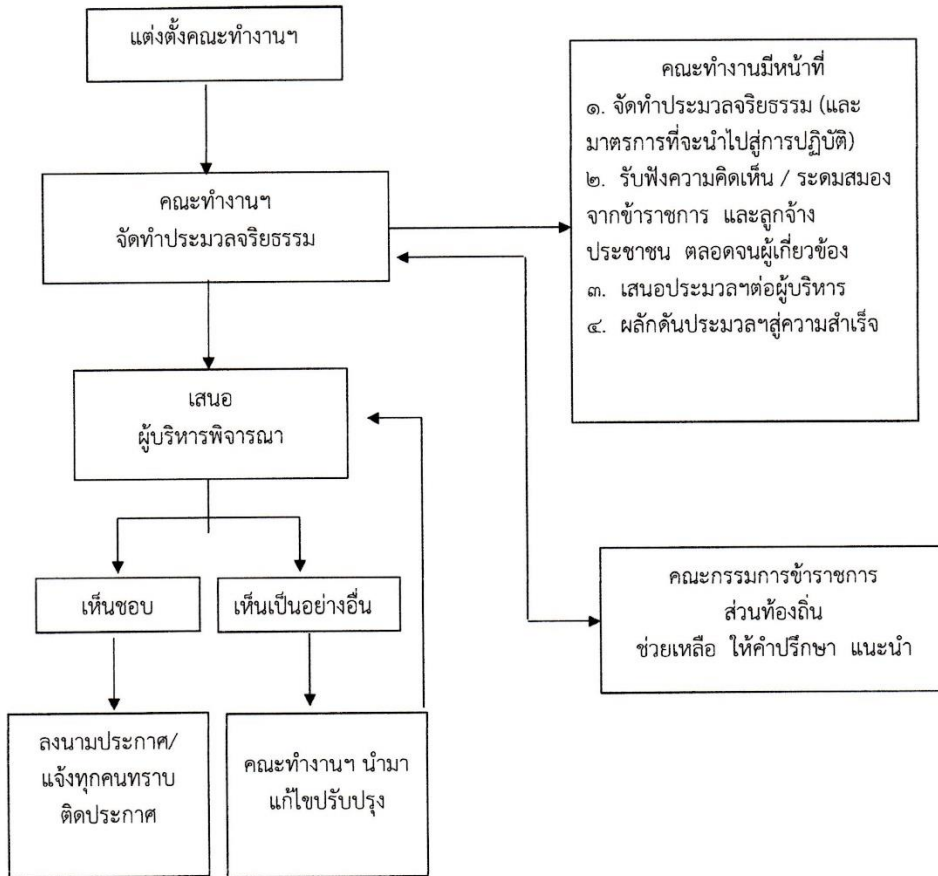 แต่งตั้งคณะทำงานฯ
คณะทำงานฯ
จัดทำประมวลจริยธรรม
คณะทำงานมีหน้าที่
๑. จัดทำประมวลจริยธรรม (และ
มาตรการที่จะนำไปสู่การปฏิบัติ)
๒. รับฟังความคิดเห็น / ระดมสมอง
จากข้าราชการ และลูกจ้าง
ประชาชน ตลอดจนผู้เกี่ยวข้อง
๓. เสนอประมวลฯต่อผู้บริหาร
๔. ผลักดันประมวลฯสู่ความสำเร็จ
เสนอ
ผู้บริหารพิจารณา
เห็นชอบ
เห็นเป็นอย่างอื่น
คณะกรรมการข้าราชการ
ส่วนท้องถิ่น
ช่วยเหลือ ให้คำปรึกษา แนะนำ
ลงนามประกาศ/
แจ้งทุกคนทราบ
ติดประกาศ
คณะทำงานฯ นำมา
แก้ไขปรับปรุง